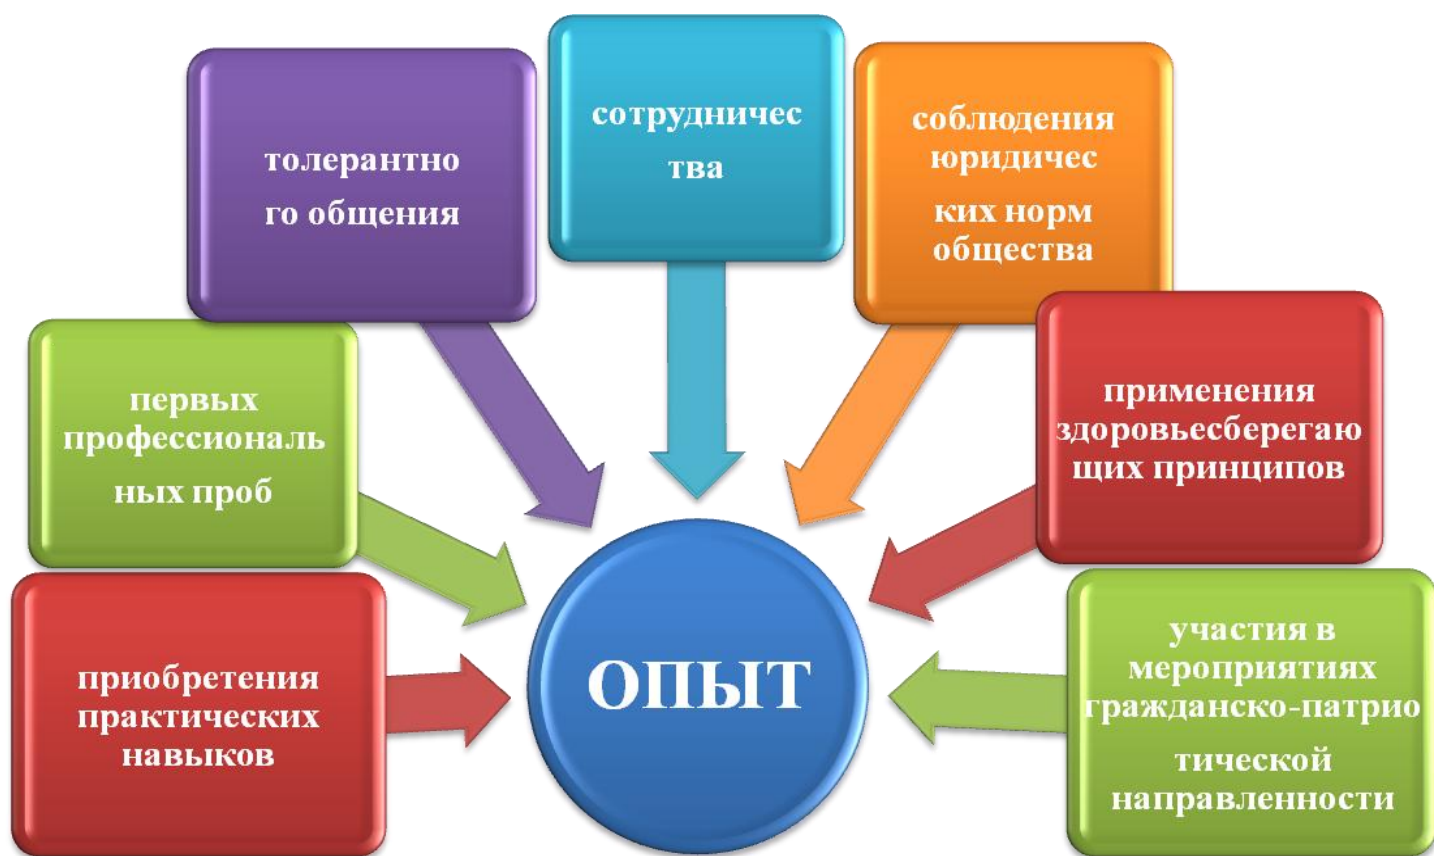 толерантно
го общения
сотрудничес
тва
соблюдения
юридичес
ких норм
общества
первых
профессиональ
ных проб
применения
здоровьесберегаю
щих принципов
приобретения
практических
навыков
ОПЫТ
участия в
мероприятиях
гражданско-патрио
тической
направленности